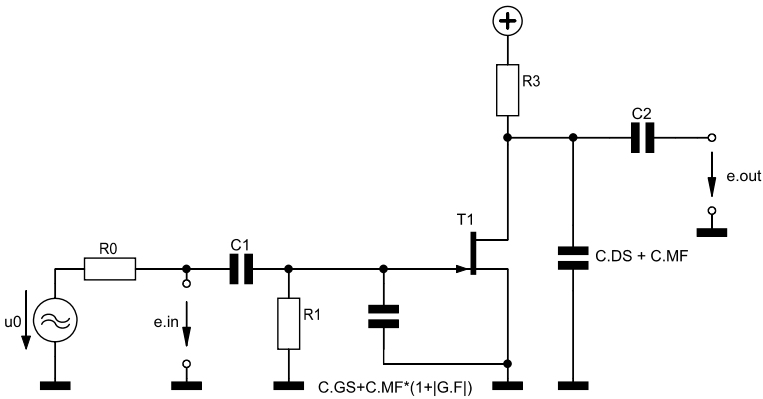 R3
C2
e.out
T1
R0
C1
C.DS + C.MF
u0
e.in
R1
C.GS+C.MF*(1+|G.F|)